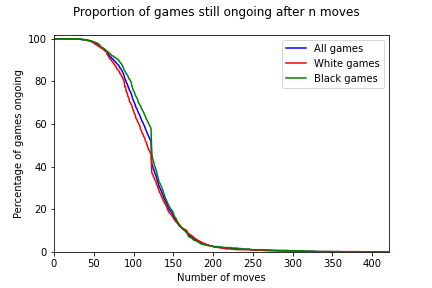 Proportion of games still ongoing after n moves
Percentage of games ongoing
100
80
60
40
20
0
All games
White games
Black games
0 50 100 150 200 250 300 350 400
Number of moves